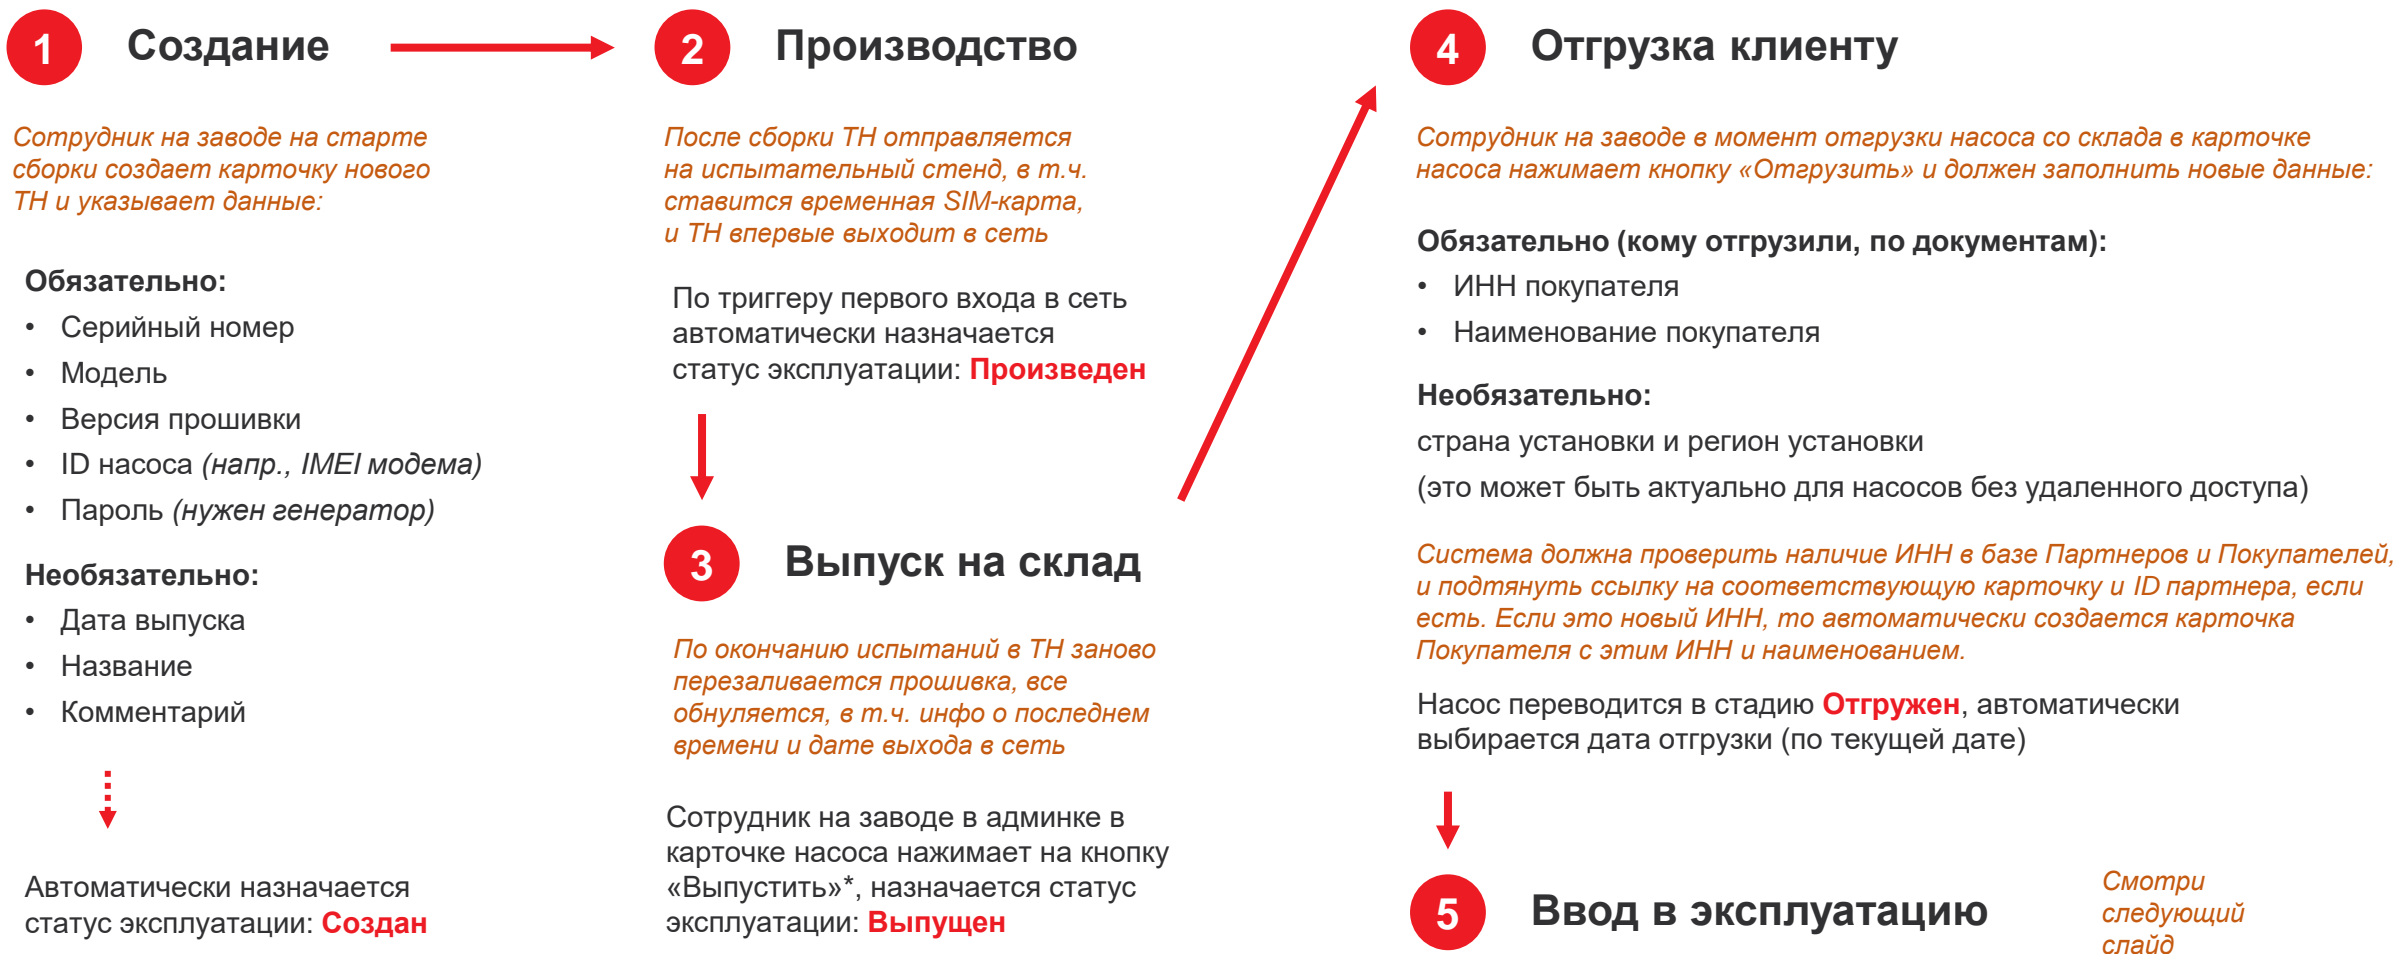 1 Создание
Сотрудник на заводе на старте
сборки создает карточку нового
ТН и указывает данные:
Обязательно:
• Серийный номер
• Модель
• Версия прошивки
• ID насоса (напр., IMEI модема)
• Пароль (нужен генератор)
Необязательно:
• Дата выпуска
• Название
• Комментарий
Автоматически назначается
статус эксплуатации: Создан
2 Производство
После сборки ТН отправляется
на испытательный стенд, в т.ч.
ставится временная SIM-карта,
и ТН впервые выходит в сеть
По триггеру первого входа в сеть
автоматически назначается
статус эксплуатации: Произведен
3 Выпуск на склад
По окончанию испытаний в ТН заново
перезаливается прошивка, все
обнуляется, в т.ч. инфо о последнем
времени и дате выхода в сеть
Сотрудник на заводе в админке в
карточке насоса нажимает на кнопку
«Выпустить»*, назначается статус
эксплуатации: Выпущен
4 Отгрузка клиенту
Сотрудник на заводе в момент отгрузки насоса со склада в карточке
насоса нажимает кнопку «Отгрузить» и должен заполнить новые данные:
Обязательно (кому отгрузили, по документам):
• ИНН покупателя
• Наименование покупателя
Необязательно:
страна установки и регион установки
(это может быть актуально для насосов без удаленного доступа)
Система должна проверить наличие ИНН в базе Партнеров и Покупателей,
и подтянуть ссылку на соответствующую карточку и ID партнера, если
есть. Если это новый ИНН, то автоматически создается карточка
Покупателя с этим ИНН и наименованием.
Насос переводится в стадию Отгружен, автоматически
выбирается дата отгрузки (по текущей дате)
5 Ввод в эксплуатацию
Смотри
следующий
слайд